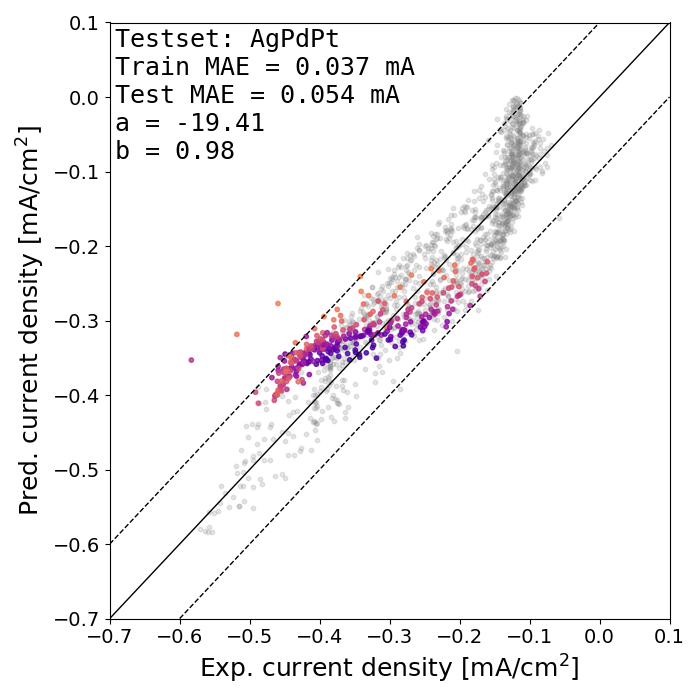 Testset: AgPdPt
Train MAE = 0.037 mA
Test MAE = 0.054 mA
a = -19.41
b = 0.98
0.1
0.0
−0.1
−0.2
−0.3
−0.4
−0.5
−0.6
−0.7
Pred. current density [mA/cm²]
−0.7 −0.6 −0.5 −0.4 −0.3 −0.2 −0.1 0.0 0.1
Exp. current density [mA/cm²]